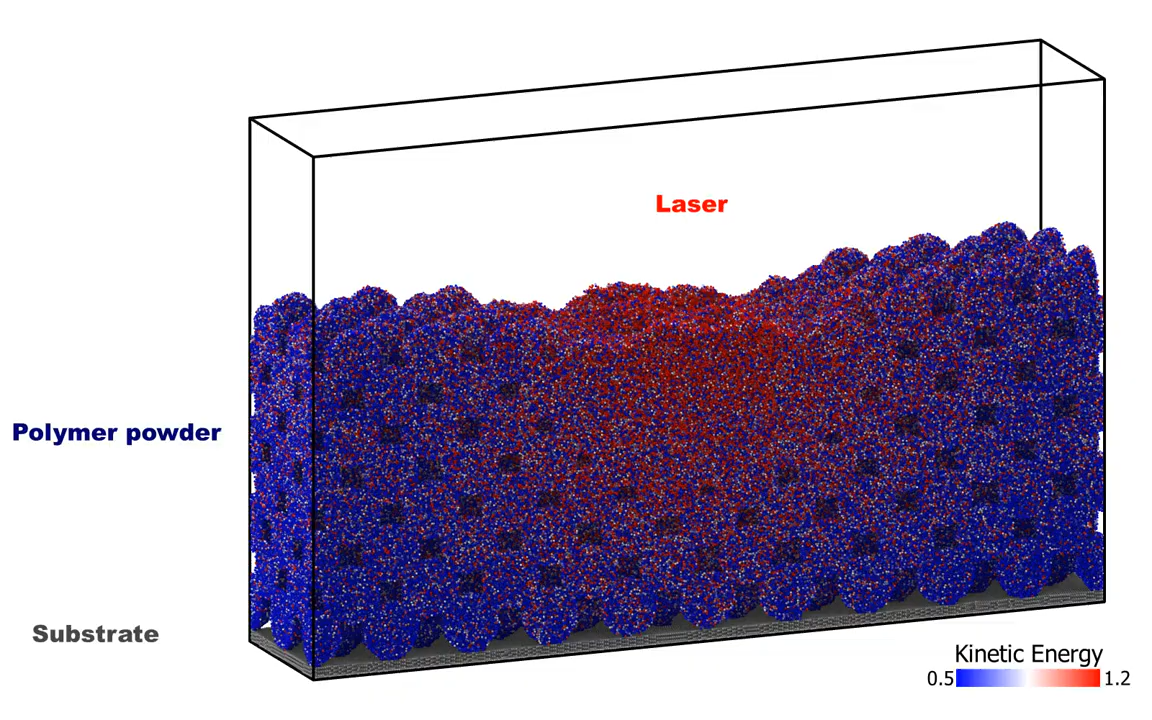 Laser
Polymer powder
Substrate
Kinetic Energy
0.5 1.2